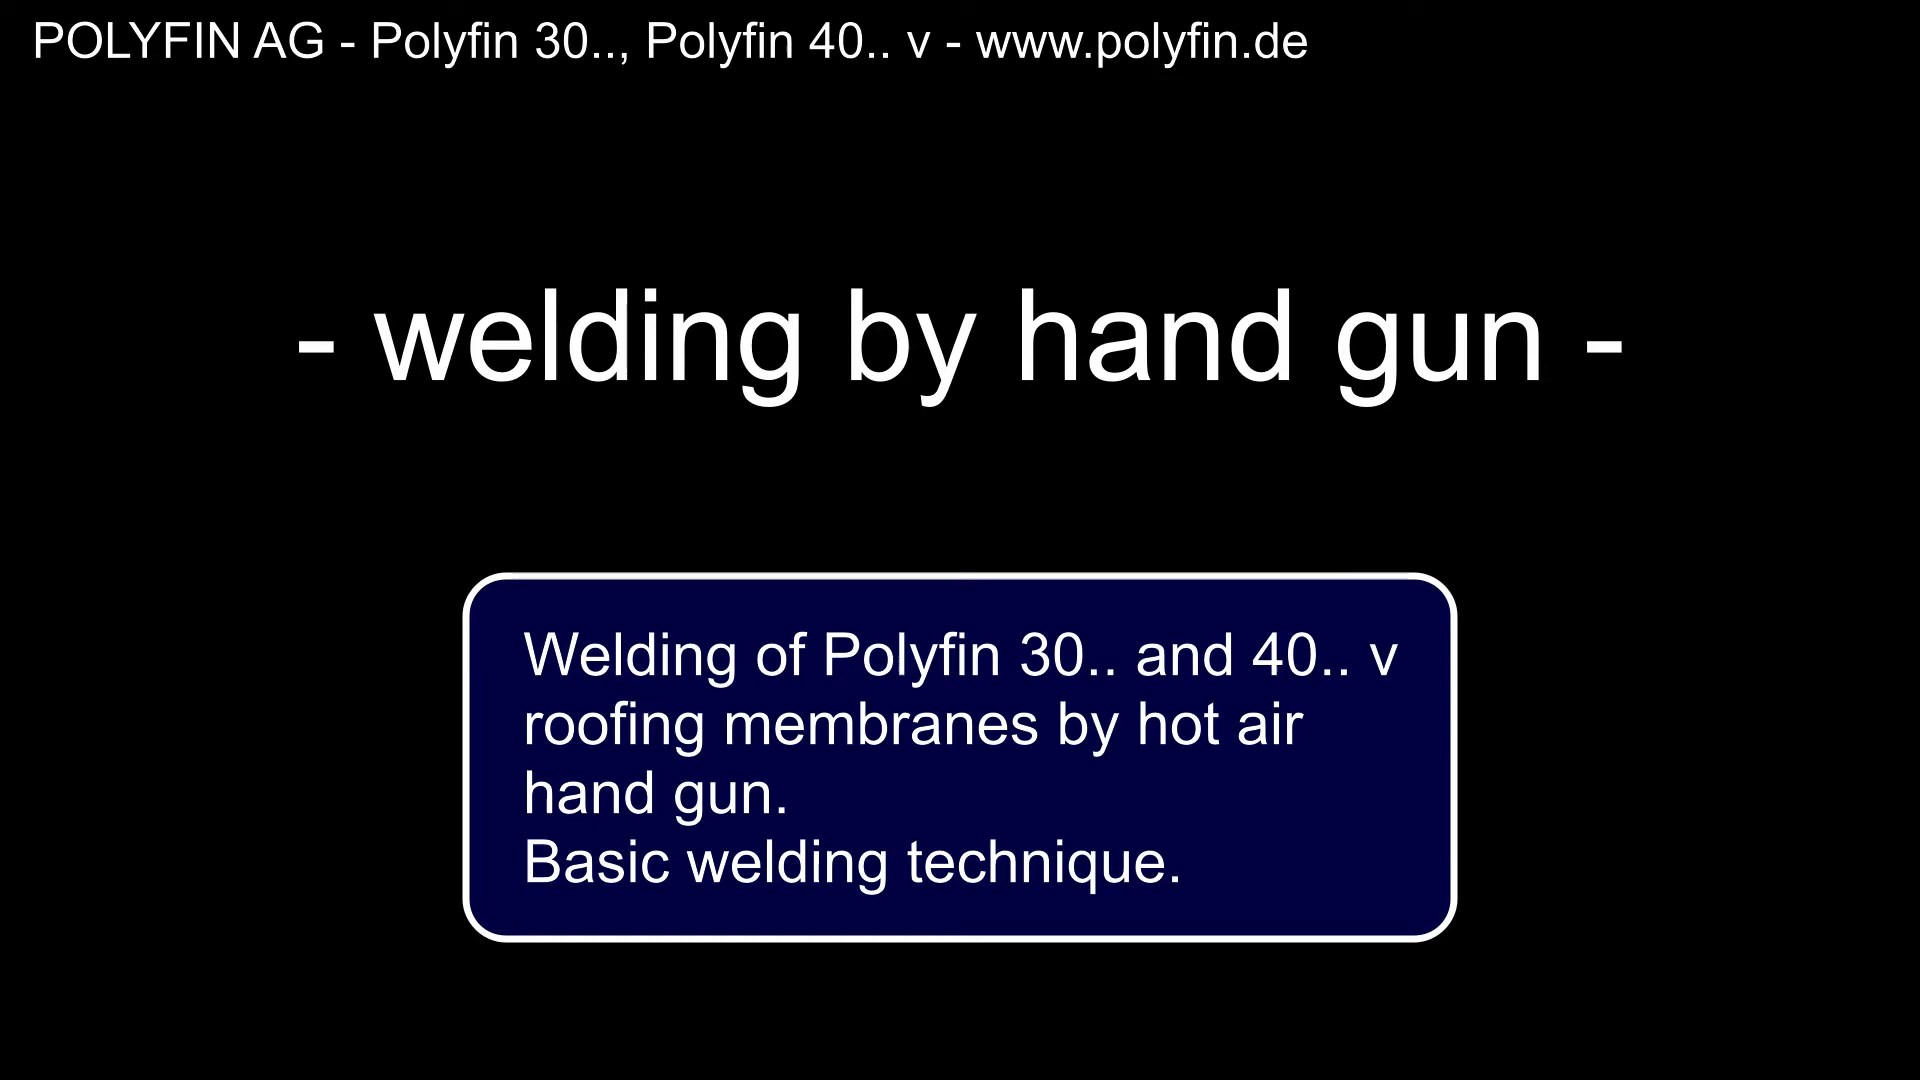 POLYFIN AG - Polyfin 30.., Polyfin 40.. v - www.polyfin.de
- welding by hand gun -
Welding of Polyfin 30.. and 40.. v
roofing membranes by hot air
hand gun.
Basic welding technique.